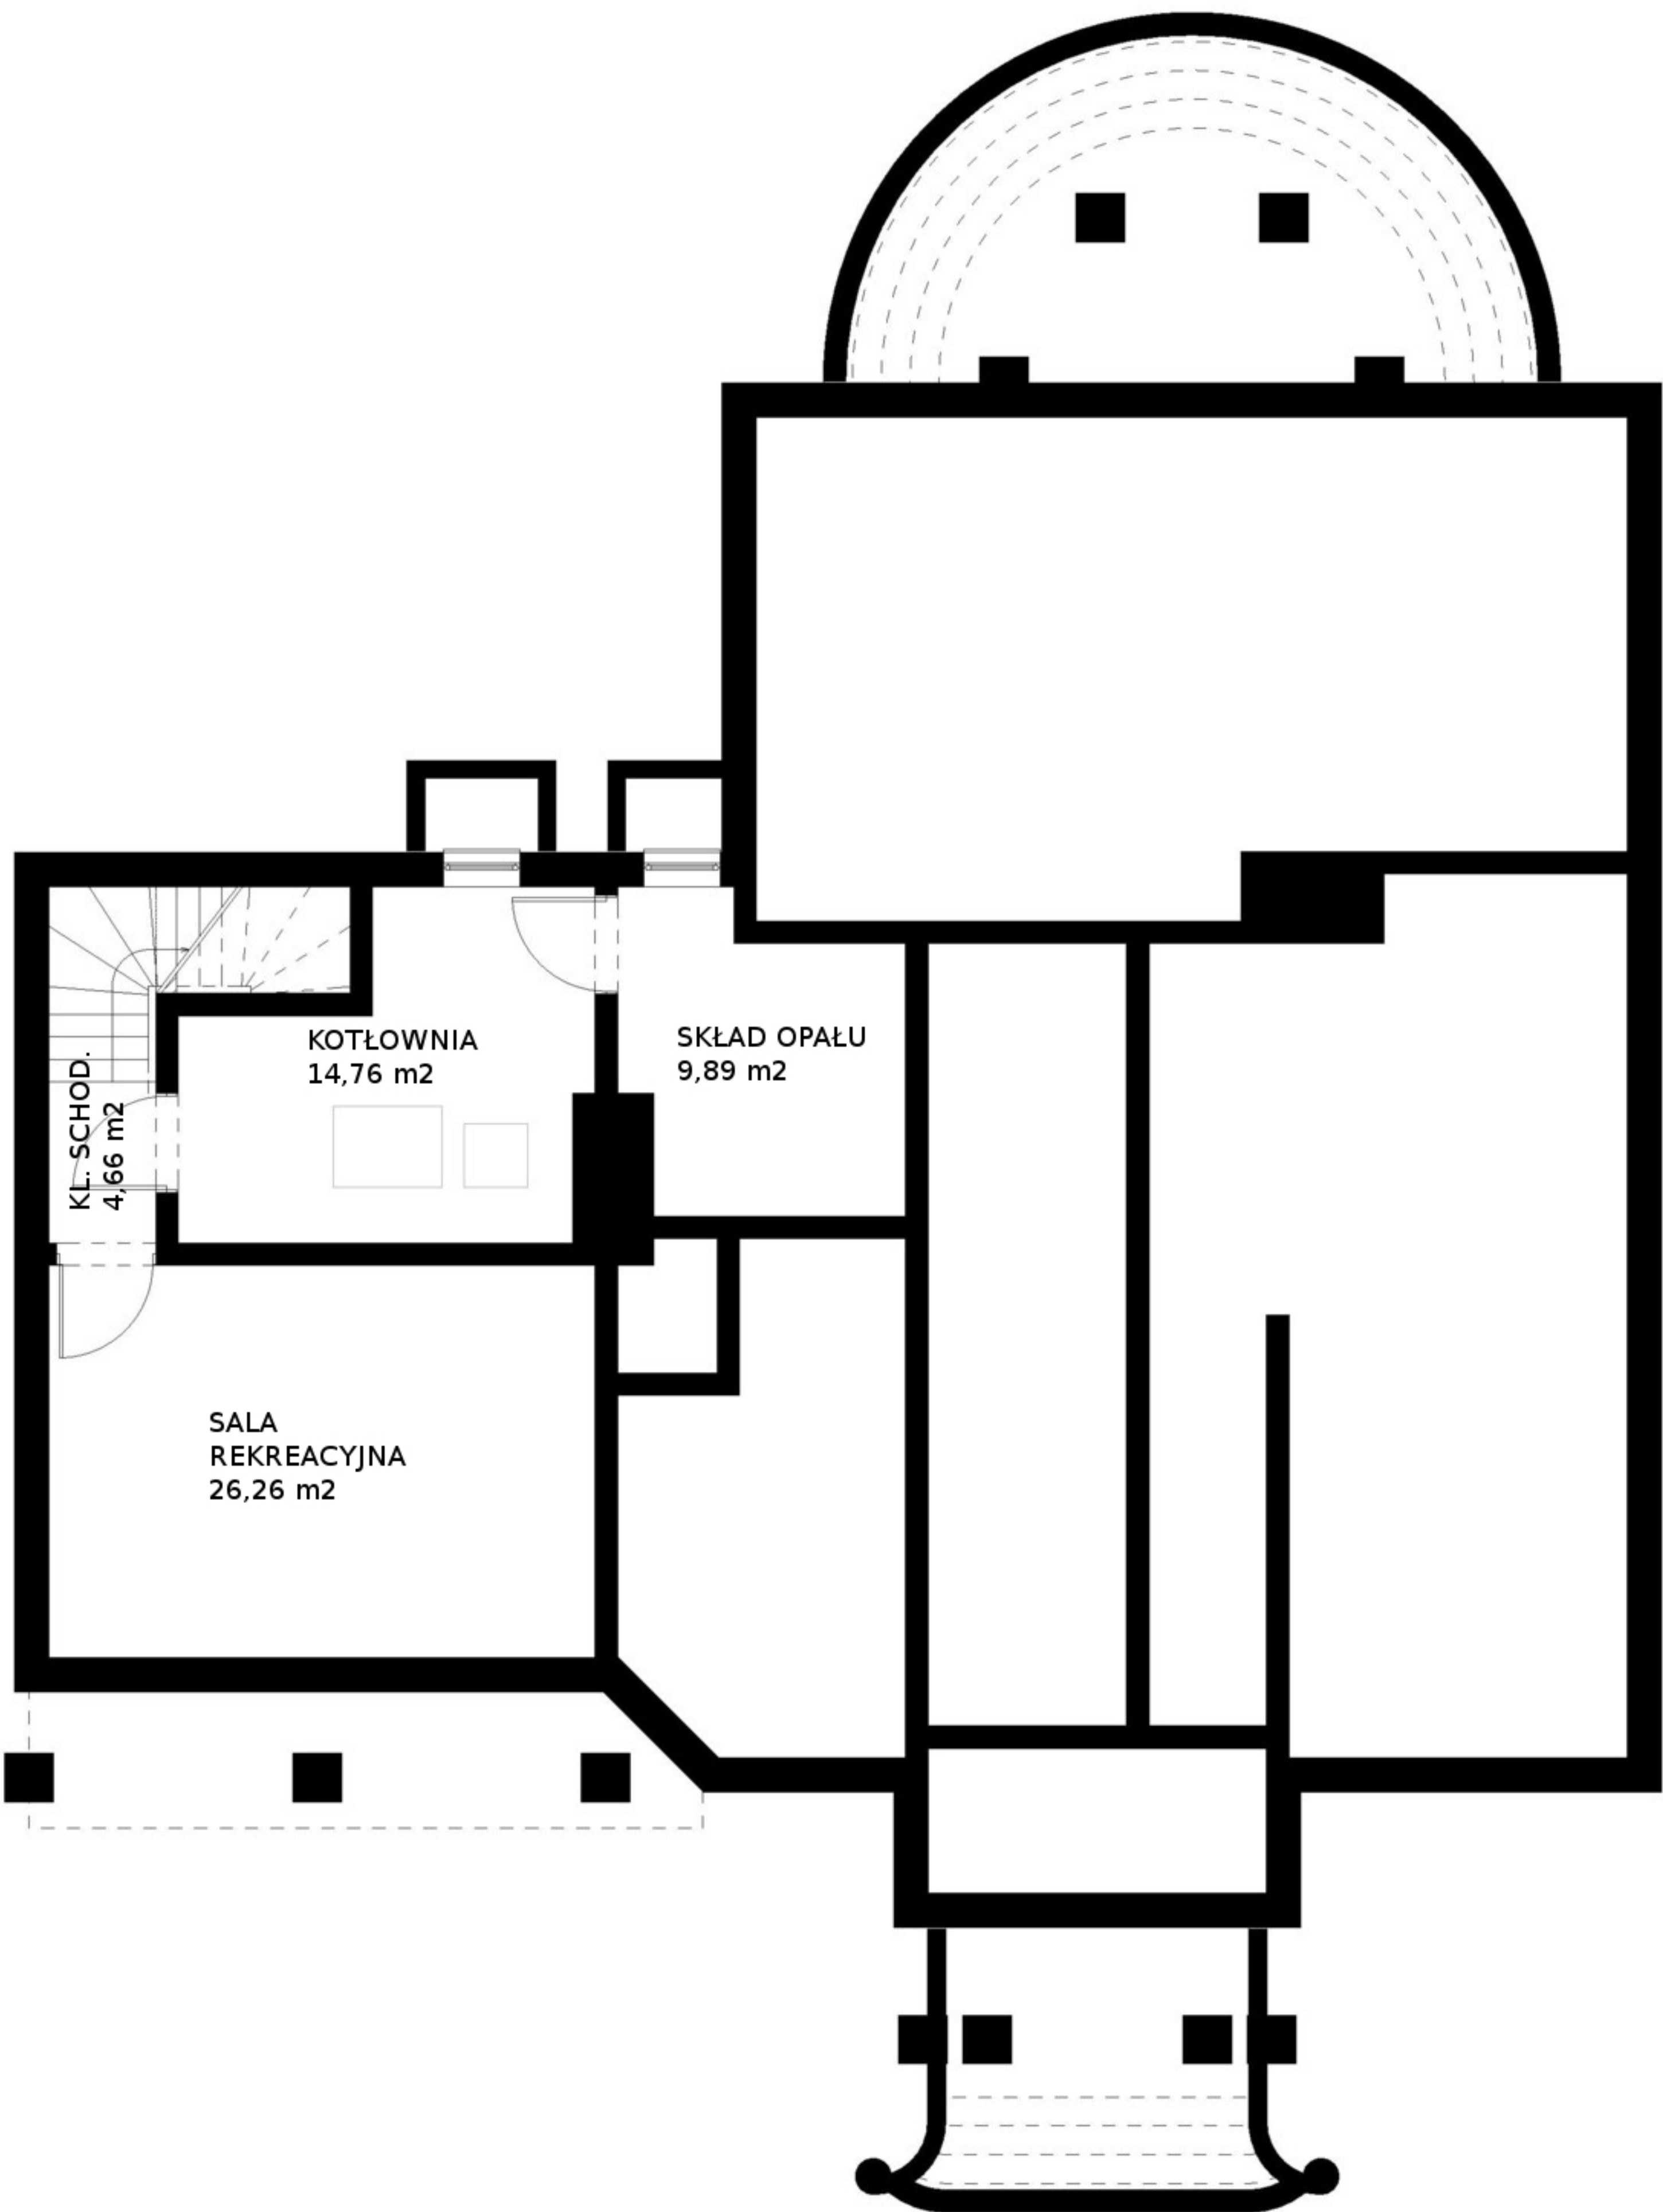 KOTŁOWNIA
14,76 m2
SKŁAD OPAŁU
9,89 m2
KL. SCHOD.
4,66 m2
SALA
REKREACYJNA
26,26 m2